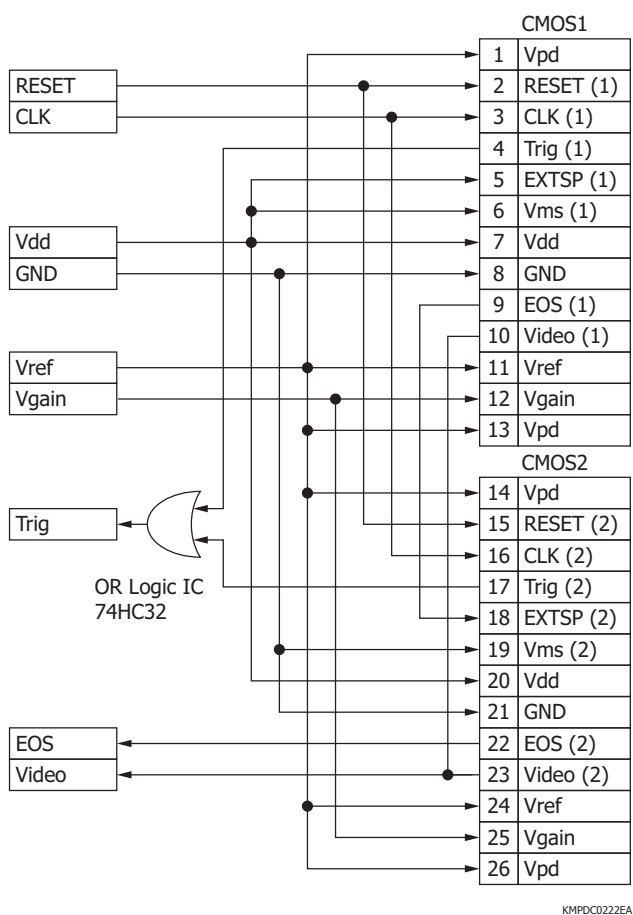 CMOS1
1 Vpd
RESET
2 RESET (1)
CLK
3 CLK (1)
4 Trig (1)
5 EXTSP (1)
6 Vms (1)
Vdd
7 Vdd
GND
8 GND
9 EOS (1)
10 Video (1)
Vref
11 Vref
Vgain
12 Vgain
13 Vpd
CMOS2
14 Vpd
Trig
15 RESET (2)
16 CLK (2)
OR Logic IC
74HC32
17 Trig (2)
18 EXTSP (2)
19 Vms (2)
20 Vdd
21 GND
EOS
22 EOS (2)
Video
23 Video (2)
24 Vref
25 Vgain
26 Vpd
KMPDC0222EA